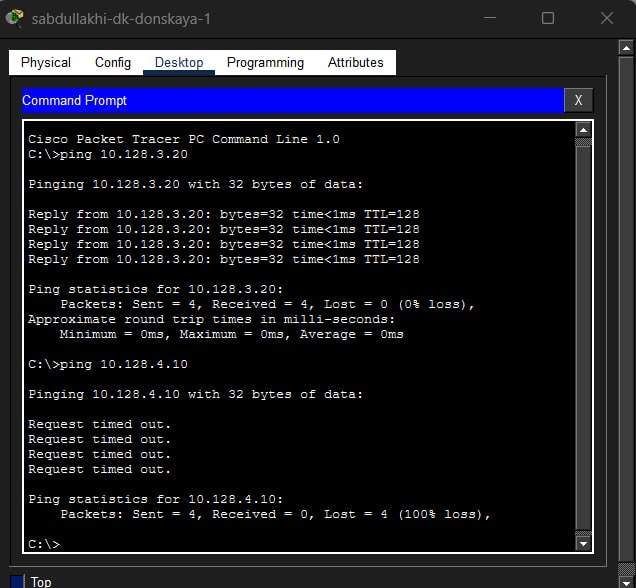 sabdullakhi-dk-donskaya-1
Physical Config Desktop Programming Attributes
Command Prompt X
Cisco Packet Tracer PC Command Line 1.0
C:\>ping 10.128.3.20
Pinging 10.128.3.20 with 32 bytes of data:
Reply from 10.128.3.20: bytes=32 time<1ms TTL=128
Reply from 10.128.3.20: bytes=32 time<1ms TTL=128
Reply from 10.128.3.20: bytes=32 time<1ms TTL=128
Reply from 10.128.3.20: bytes=32 time<1ms TTL=128
Ping statistics for 10.128.3.20:
Packets: Sent = 4, Received = 4, Lost = 0 (0% loss),
Approximate round trip times in milli-seconds:
Minimum = 0ms, Maximum = 0ms, Average = 0ms
C:\>ping 10.128.4.10
Pinging 10.128.4.10 with 32 bytes of data:
Request timed out.
Request timed out.
Request timed out.
Request timed out.
Ping statistics for 10.128.4.10:
Packets: Sent = 4, Received = 0, Lost = 4 (100% loss),
C:\>
Top